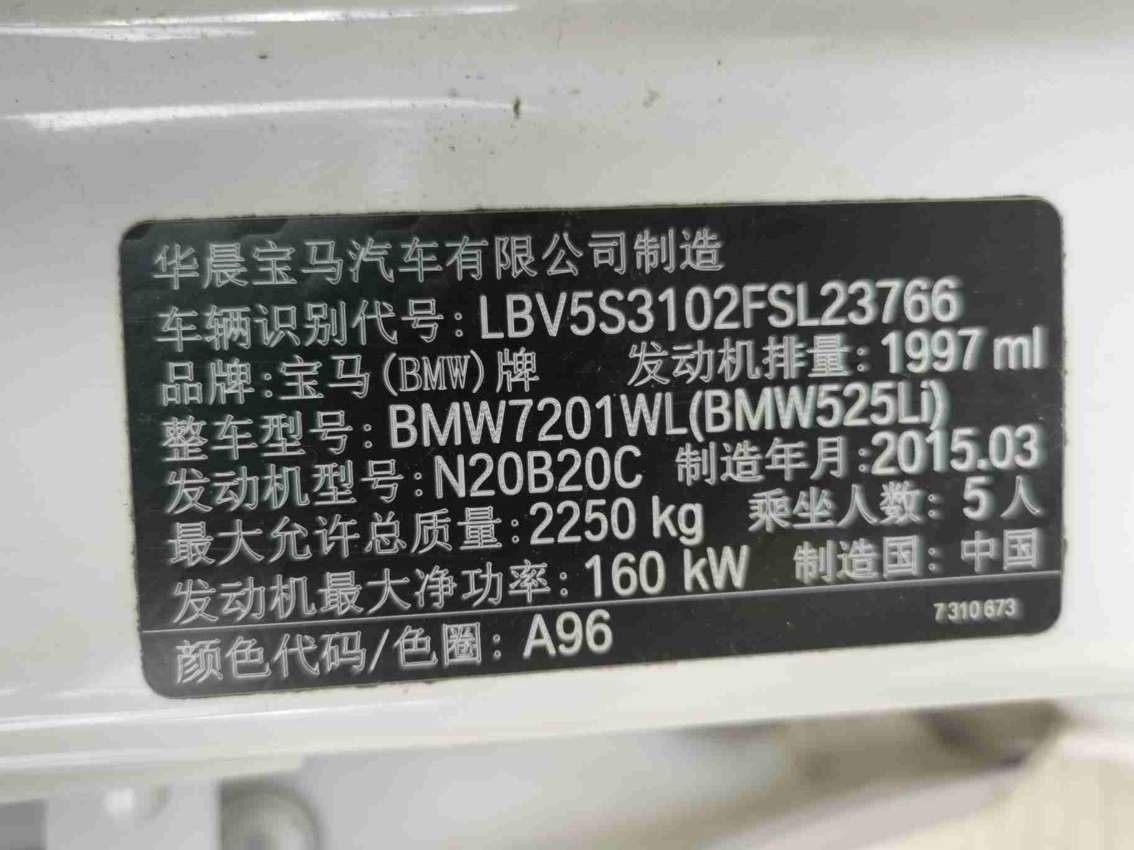 华晨宝马汽车有限公司制造
车辆识别代号:LBV5S3102FSL23766
品牌:宝马(BMW)牌 发动机排量:1997 ml
整车型号:BMW7201WL(BMW525Li)
发动机型号:N20B20C 制造年月:2015.03
最大允许总质量:2250 kg 乘坐人数: 5 人
发动机最大净功率:160 kW 制造国:中国
颜色代码/色圈: A96 7 310 673